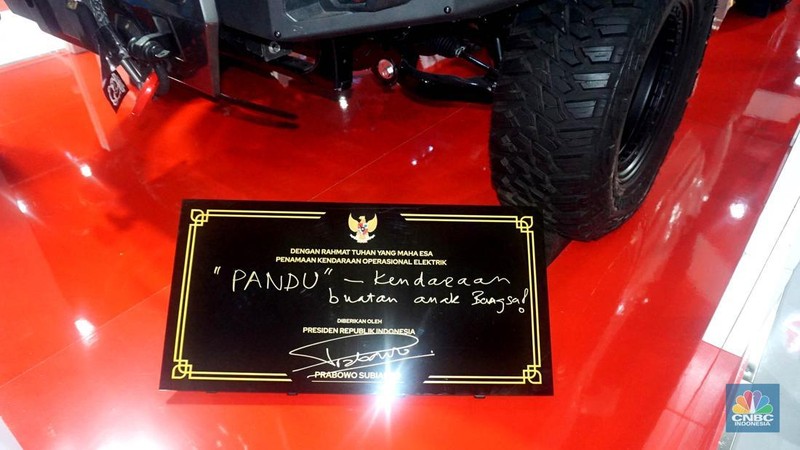 DENGAN RAHMAT TUHAN YANG MAHA ESA
PENAMAAN KENDARAAN OPERASIONAL ELEKTRIK
"PANDU" — Kendaraan
buatan anak Bangsa!
DIBERIKAN OLEH
PRESIDEN REPUBLIK INDONESIA
PRABOWO
CNBC
INDONESIA